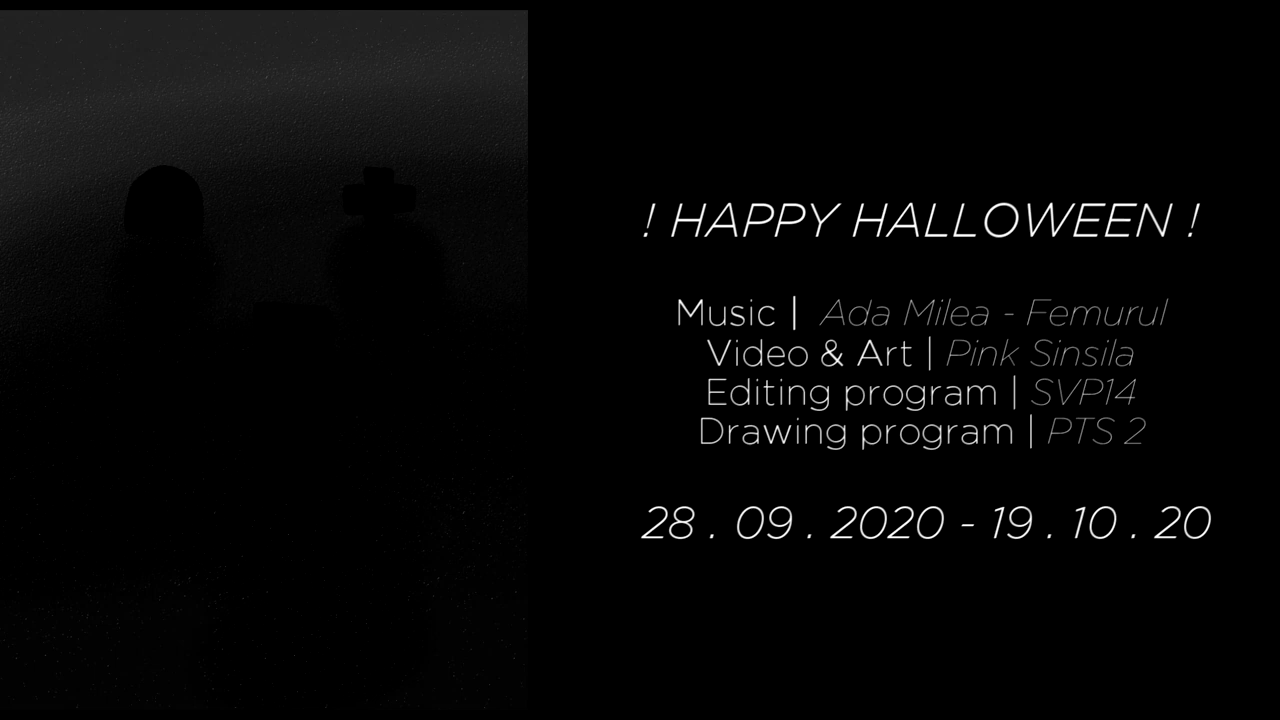 ! HAPPY HALLOWEEN !
Music | Ada Milea - Femurul
Video & Art | Pink Sinsila
Editing program | SVP14
Drawing program | PTS 2
28 . 09 . 2020 - 19 . 10 . 20